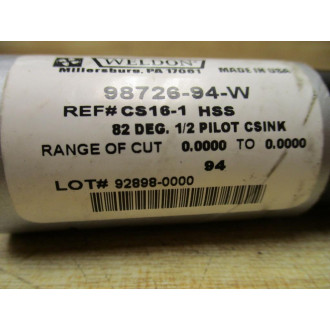 WELDON
Millersburg, PA 17061 MADE IN USA
98726-94-W
REF# CS16-1 HSS
82 DEG. 1/2 PILOT CSINK
RANGE OF CUT 0.0000 TO 0.0000
94
LOT# 92898-0000